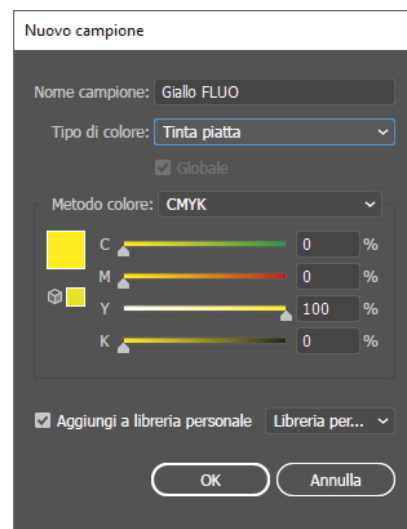 Nuovo campione
Nome campione: Giallo FLUO
Tipo di colore: Tinta piatta
Globale
Metodo colore: CMYK
C 0 %
M 0 %
Y 100 %
K 0 %
Aggiungi a libreria personale Libreria per...
OK Annulla